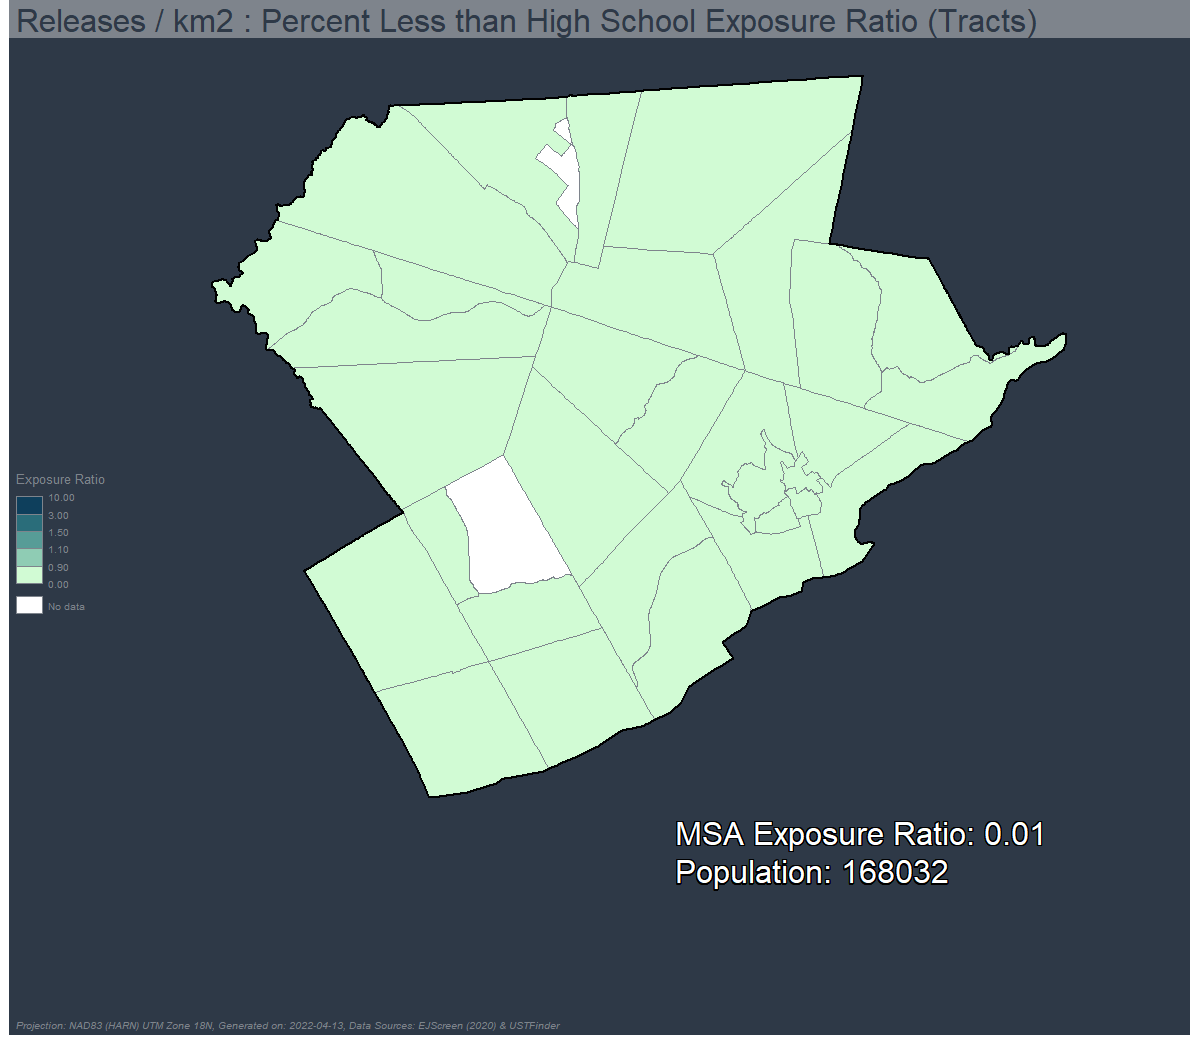 Releases / km2 : Percent Less than High School Exposure Ratio (Tracts)
Exposure Ratio
10.00
3.00
1.50
1.10
0.90
0.00
No data
MSA Exposure Ratio: 0.01
Population: 168032
Projection: NAD83 (HARN) UTM Zone 18N, Generated on: 2022-04-13, Data Sources: EJScreen (2020) & USTFinder